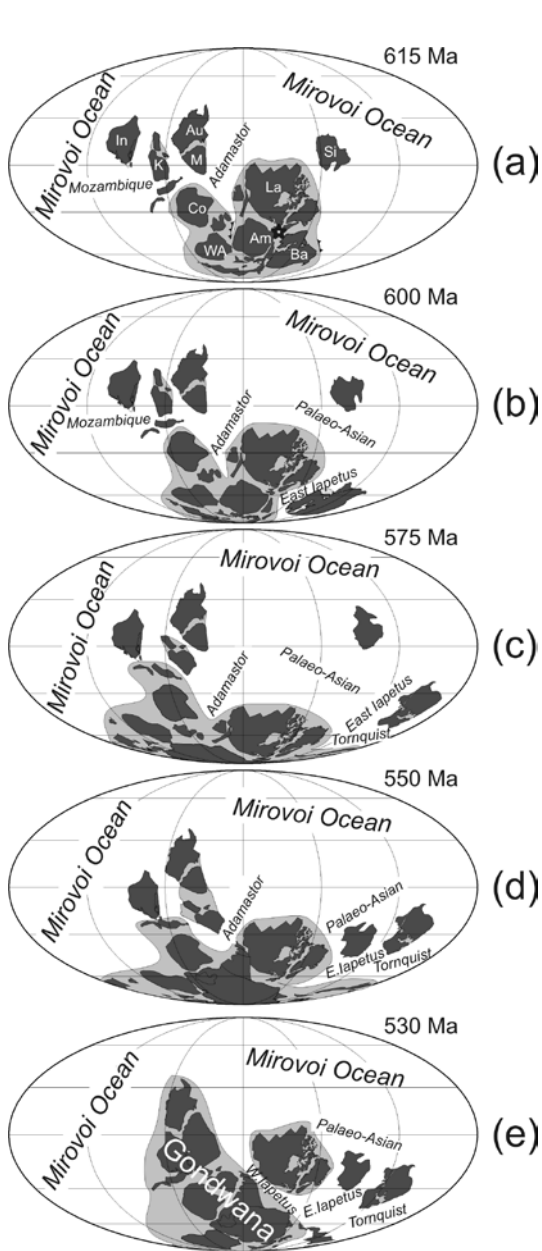 615 Ma
Mirovoi Ocean
Mirovoi Ocean
(a)
In
Au
K
M
Adamastor
Si
Mozambique
La
Co
WA
Am
Ba
600 Ma
Mirovoi Ocean
Mirovoi Ocean
(b)
Mozambique
Adamastor
Palaeo-Asian
East Iapetus
575 Ma
Mirovoi Ocean
Mirovoi Ocean
(c)
Adamastor
Palaeo-Asian
East Iapetus
Tornquist
550 Ma
Mirovoi Ocean
Mirovoi Ocean
(d)
Adamastor
Palaeo-Asian
E.Iapetus
Tornquist
530 Ma
Mirovoi Ocean
Mirovoi Ocean
(e)
Palaeo-Asian
Gondwana
W.Iapetus
E.Iapetus
Tornquist